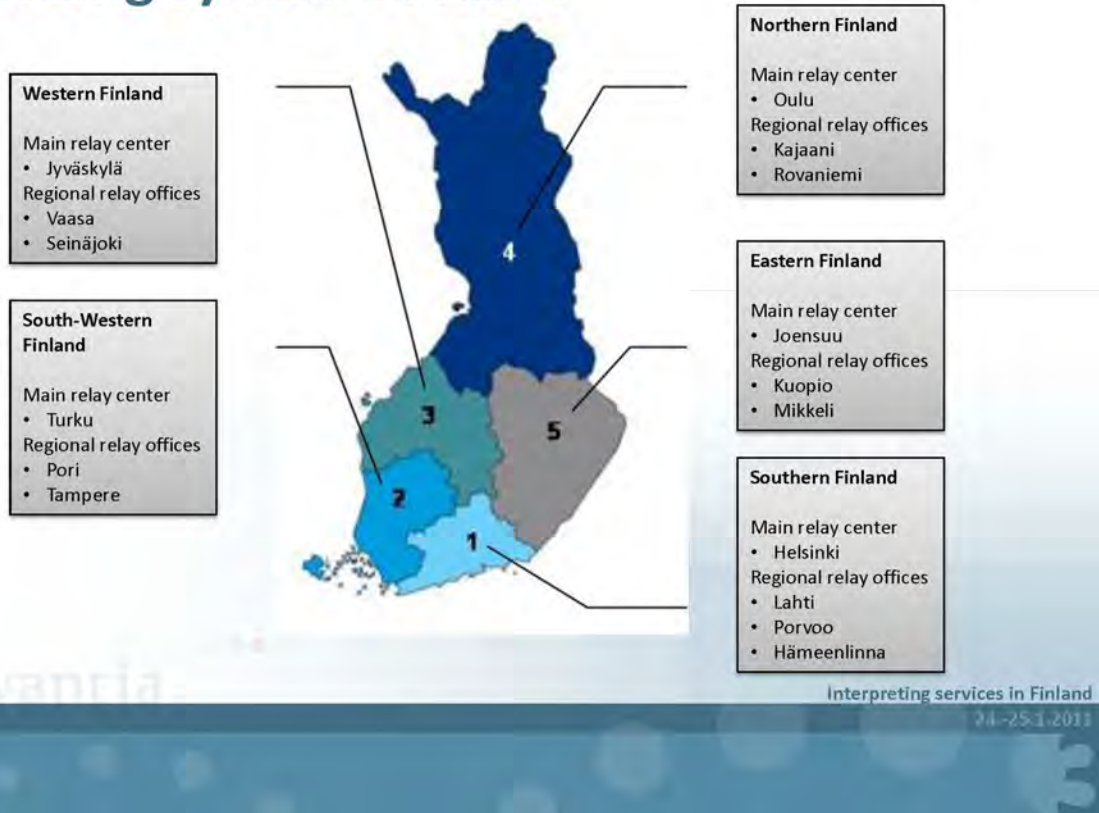 Western Finland
Main relay center
• Jyväskylä
Regional relay offices
• Vaasa
• Seinäjoki
South-Western
Finland
Main relay center
• Turku
Regional relay offices
• Pori
• Tampere
4
3
5
2
1
Northern Finland
Main relay center
• Oulu
Regional relay offices
• Kajaani
• Rovaniemi
Eastern Finland
Main relay center
• Joensuu
Regional relay offices
• Kuopio
• Mikkeli
Southern Finland
Main relay center
• Helsinki
Regional relay offices
• Lahti
• Porvoo
• Hämeenlinna
Interpreting services in Finland
24.-25.1.2011
3